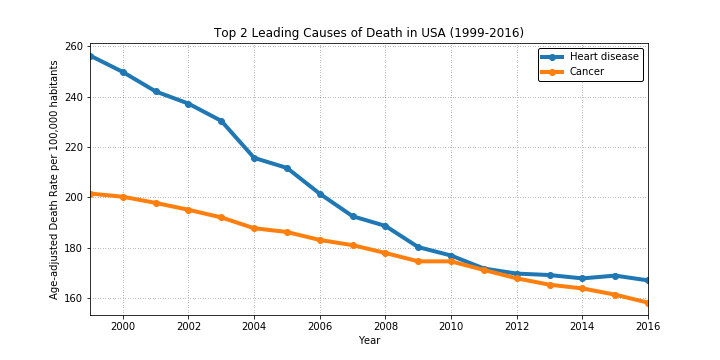 Top 2 Leading Causes of Death in USA (1999-2016)
Heart disease
Cancer
Age-adjusted Death Rate per 100,000 habitants
260
240
220
200
180
160
2000 2002 2004 2006 2008 2010 2012 2014 2016
Year